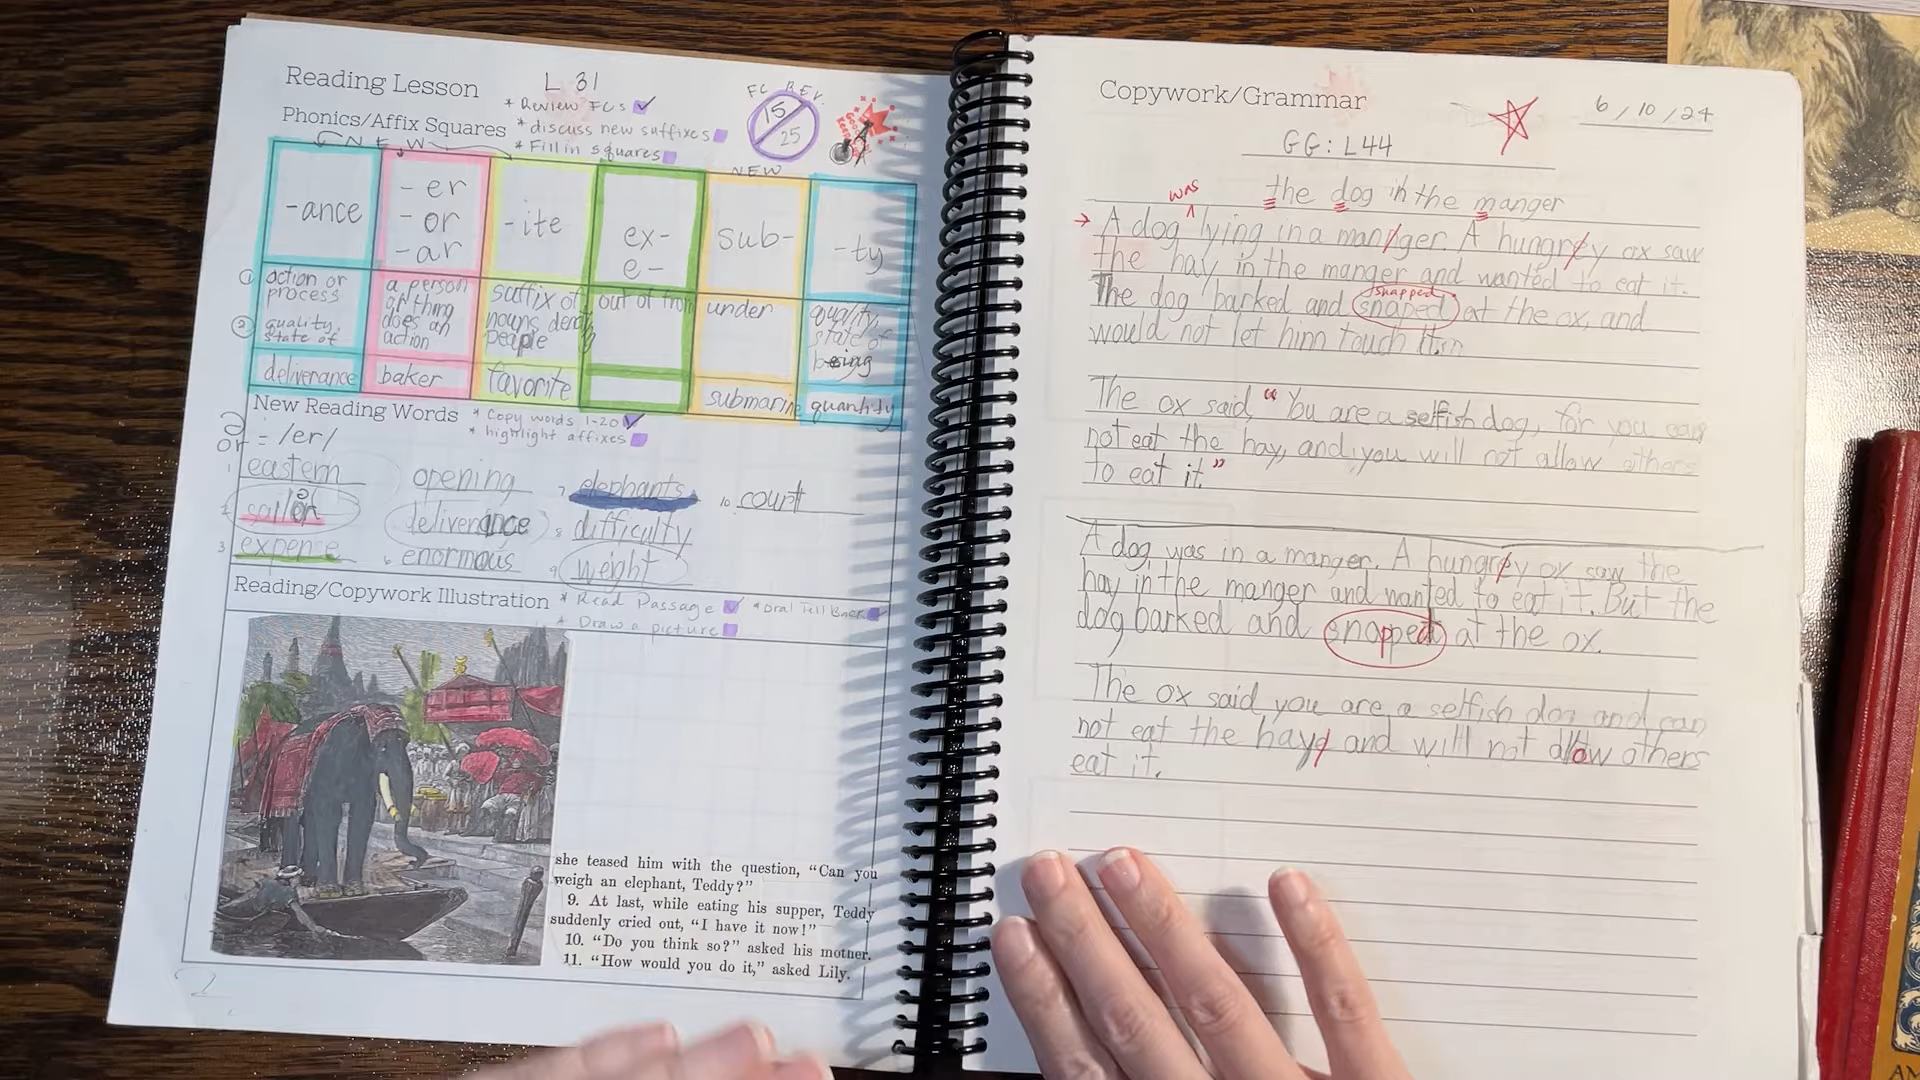 Reading Lesson
L 31
* Review FCs
FC REV.
15
25
Phonics/Affix Squares
* discuss new suffixes
* Fill in squares
NEW
NEW
-ance
- er
- or
- ar
- ite
ex-
e-
sub-
-ty
① action or process
② quality, state of
a person or thing does an action
suffix of nouns people
out of from
under
quality, state of being
deliverance
baker
favorite
submarine
quantity
New Reading Words
* Copy words 1-20
* highlight affixes
or = /er/
1. eastern
2. sailor
3. expense
opening
deliverance
6. enormous
7. elephants
8. difficulty
9. weight
10. court
Reading/Copywork Illustration
* Read Passage
* Oral Tell Back
* Draw a picture
she teased him with the question, “Can you
weigh an elephant, Teddy?”
9. At last, while eating his supper, Teddy
suddenly cried out, “I have it now!”
10. “Do you think so?” asked his mother.
11. “How would you do it,” asked Lily.
2
Copywork/Grammar
6/10/24
GG: L44
the dog in the manger
was
A dog lying in a manger. A hungry ox saw
the hay in the manger and wanted to eat it.
snapped
The dog barked and snaped at the ox, and
would not let him touch it.
The ox said, “You are a selfish dog, for you can
not eat the hay, and you will not allow others
to eat it.”
A dog was in a manger. A hungry ox saw the
hay in the manger and wanted to eat it. But the
dog barked and snapped at the ox.
The ox said you are a selfish dog and can
not eat the hay and will not allow others
eat it.